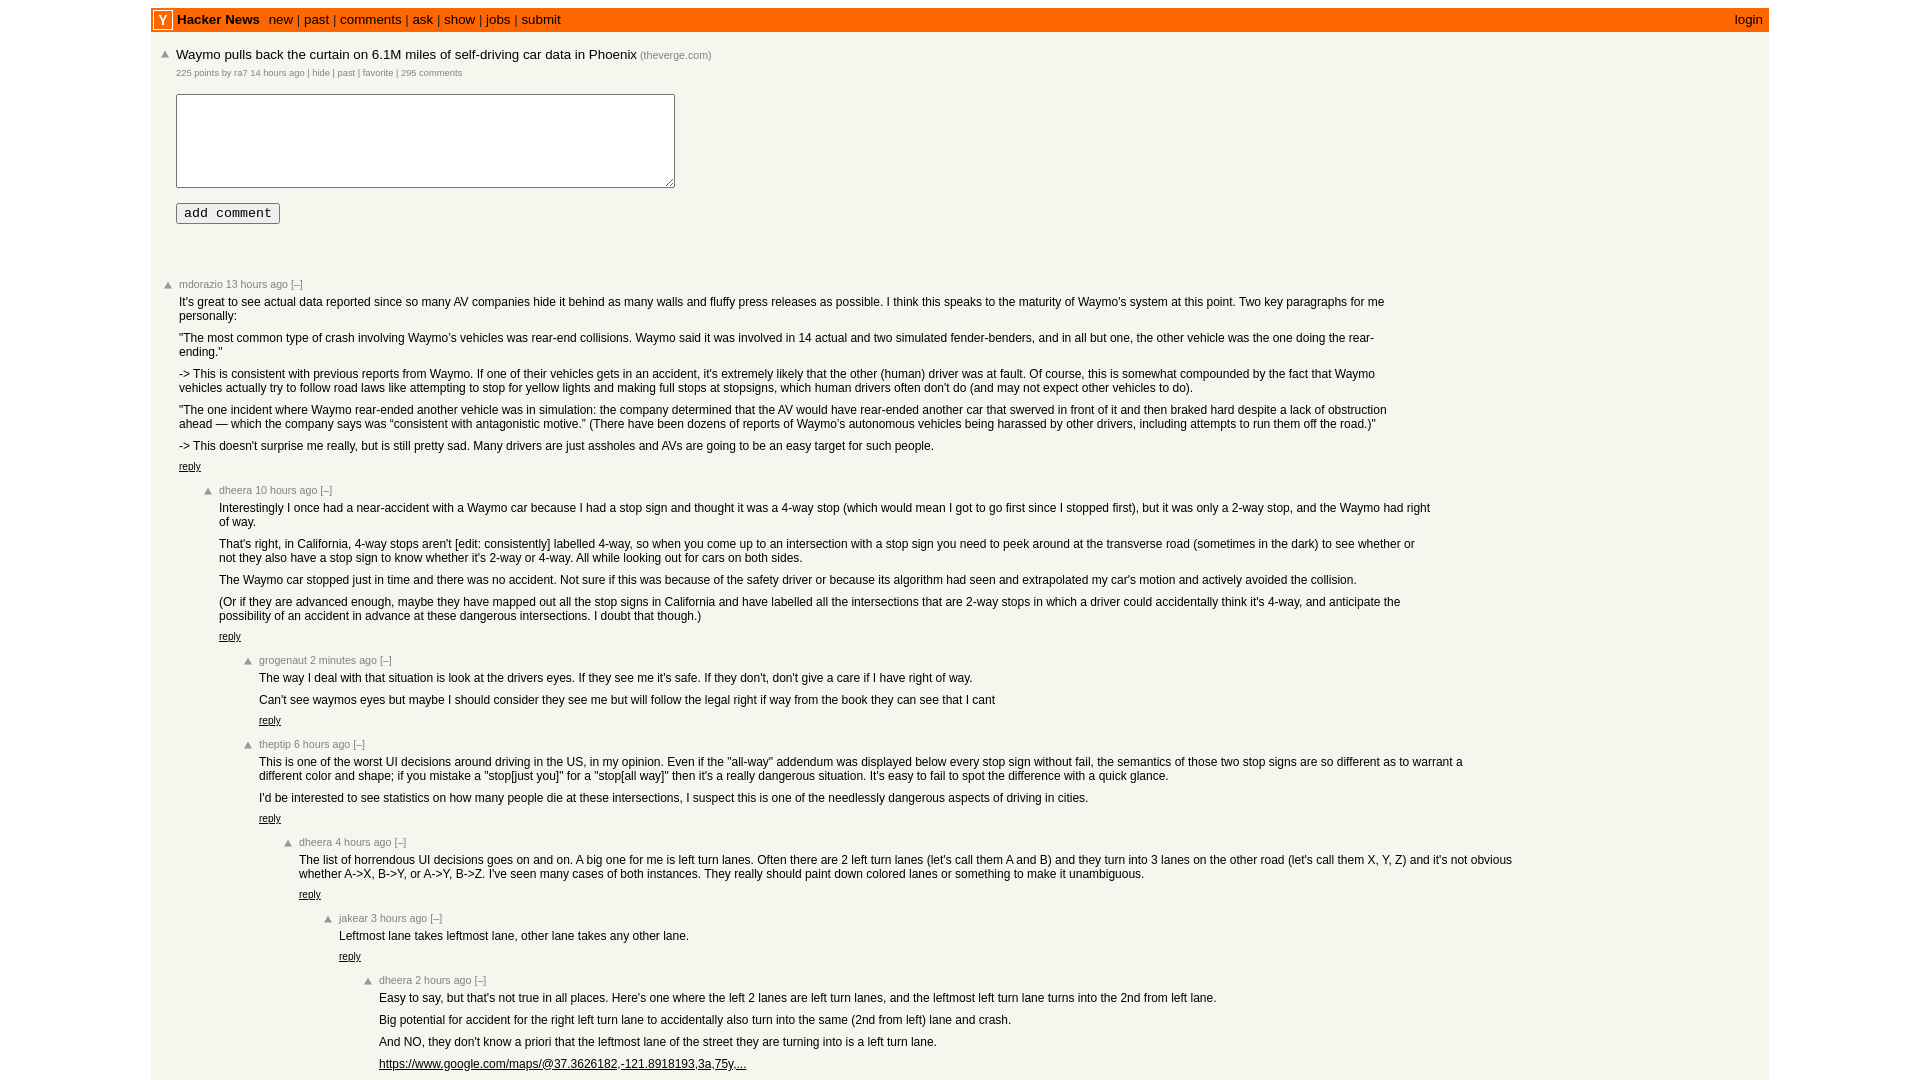 Y Hacker News new | past | comments | ask | show | jobs | submit login
Waymo pulls back the curtain on 6.1M miles of self-driving car data in Phoenix (theverge.com)
225 points by ra7 14 hours ago | hide | past | favorite | 295 comments
add comment
mdorazio 13 hours ago [–]
It's great to see actual data reported since so many AV companies hide it behind as many walls and fluffy press releases as possible. I think this speaks to the maturity of Waymo's system at this point. Two key paragraphs for me
personally:
"The most common type of crash involving Waymo’s vehicles was rear-end collisions. Waymo said it was involved in 14 actual and two simulated fender-benders, and in all but one, the other vehicle was the one doing the rear-
ending."
-> This is consistent with previous reports from Waymo. If one of their vehicles gets in an accident, it's extremely likely that the other (human) driver was at fault. Of course, this is somewhat compounded by the fact that Waymo
vehicles actually try to follow road laws like attempting to stop for yellow lights and making full stops at stopsigns, which human drivers often don't do (and may not expect other vehicles to do).
"The one incident where Waymo rear-ended another vehicle was in simulation: the company determined that the AV would have rear-ended another car that swerved in front of it and then braked hard despite a lack of obstruction
ahead — which the company says was “consistent with antagonistic motive.” (There have been dozens of reports of Waymo's autonomous vehicles being harassed by other drivers, including attempts to run them off the road.)"
-> This doesn't surprise me really, but is still pretty sad. Many drivers are just assholes and AVs are going to be an easy target for such people.
reply
dheera 10 hours ago [–]
Interestingly I once had a near-accident with a Waymo car because I had a stop sign and thought it was a 4-way stop (which would mean I got to go first since I stopped first), but it was only a 2-way stop, and the Waymo had right
of way.
That's right, in California, 4-way stops aren't [edit: consistently] labelled 4-way, so when you come up to an intersection with a stop sign you need to peek around at the transverse road (sometimes in the dark) to see whether or
not they also have a stop sign to know whether it's 2-way or 4-way. All while looking out for cars on both sides.
The Waymo car stopped just in time and there was no accident. Not sure if this was because of the safety driver or because its algorithm had seen and extrapolated my car's motion and actively avoided the collision.
(Or if they are advanced enough, maybe they have mapped out all the stop signs in California and have labelled all the intersections that are 2-way stops in which a driver could accidentally think it's 4-way, and anticipate the
possibility of an accident in advance at these dangerous intersections. I doubt that though.)
reply
grogenaut 2 minutes ago [–]
The way I deal with that situation is look at the drivers eyes. If they see me it's safe. If they don't, don't give a care if I have right of way.
Can't see waymos eyes but maybe I should consider they see me but will follow the legal right if way from the book they can see that I cant
reply
theptip 6 hours ago [–]
This is one of the worst UI decisions around driving in the US, in my opinion. Even if the "all-way" addendum was displayed below every stop sign without fail, the semantics of those two stop signs are so different as to warrant a
different color and shape; if you mistake a "stop[just you]" for a "stop[all way]" then it's a really dangerous situation. It's easy to fail to spot the difference with a quick glance.
I'd be interested to see statistics on how many people die at these intersections, I suspect this is one of the needlessly dangerous aspects of driving in cities.
reply
dheera 4 hours ago [–]
The list of horrendous UI decisions goes on and on. A big one for me is left turn lanes. Often there are 2 left turn lanes (let's call them A and B) and they turn into 3 lanes on the other road (let's call them X, Y, Z) and it's not obvious
whether A->X, B->Y, or A->Y, B->Z. I've seen many cases of both instances. They really should paint down colored lanes or something to make it unambiguous.
reply
jakear 3 hours ago [–]
Leftmost lane takes leftmost lane, other lane takes any other lane.
reply
dheera 2 hours ago [–]
Easy to say, but that's not true in all places. Here's one where the left 2 lanes are left turn lanes, and the leftmost left turn lane turns into the 2nd from left lane.
Big potential for accident for the right left turn lane to accidentally also turn into the same (2nd from left) lane and crash.
And NO, they don't know a priori that the leftmost lane of the street they are turning into is a left turn lane.
https://www.google.com/maps/@37.3626182,-121.8918193,3a,75y,...